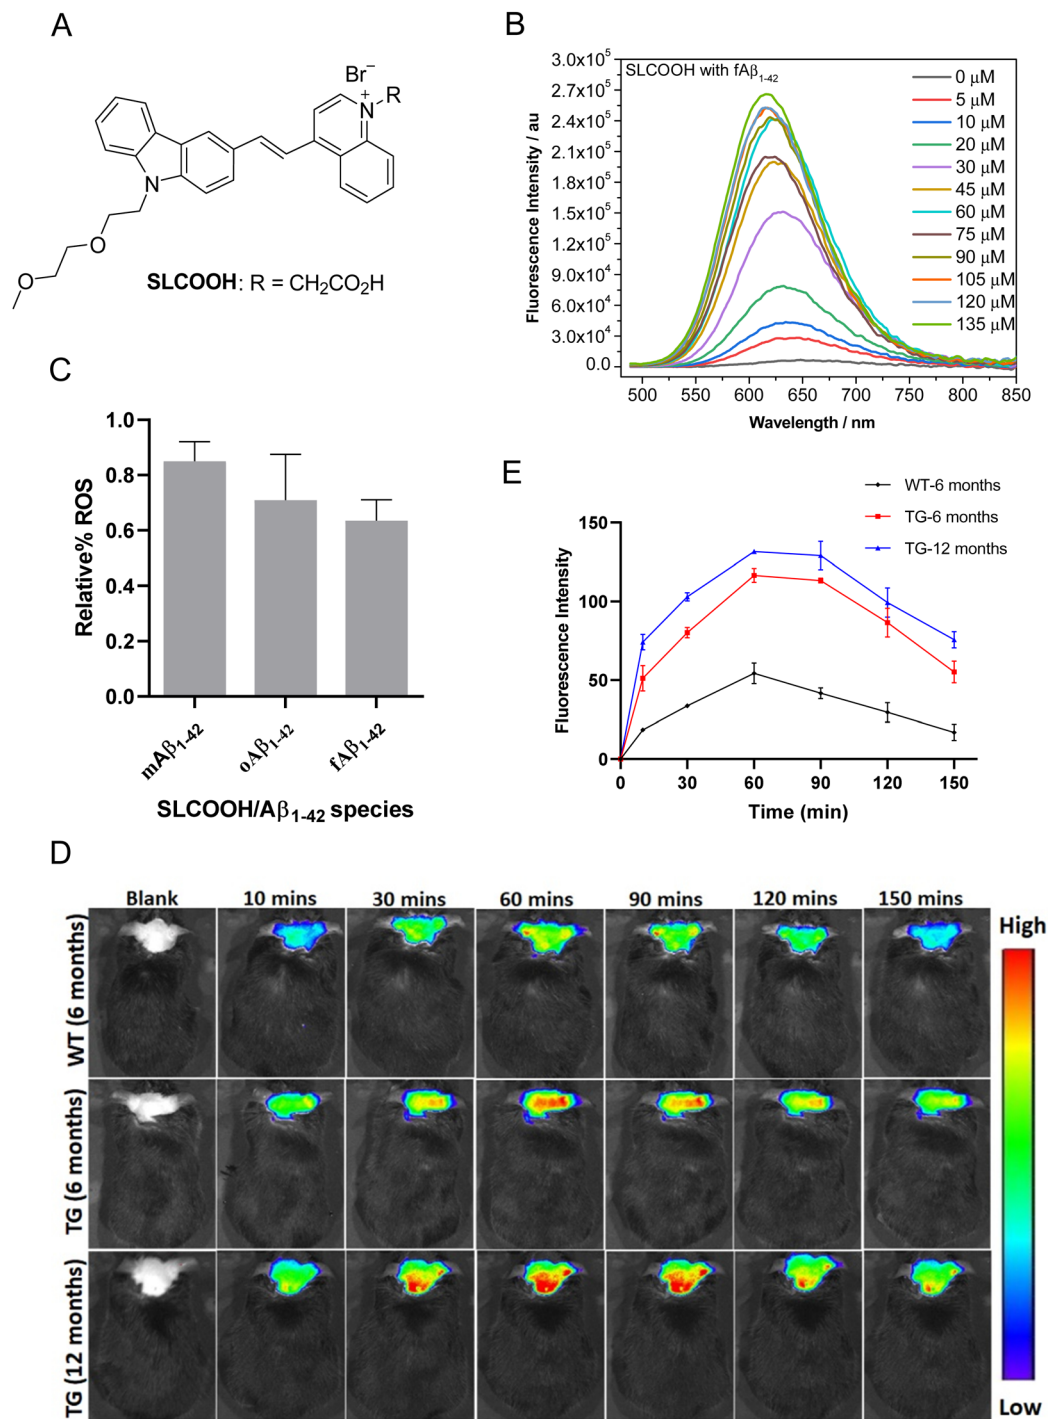 A
Br−
N+
R
N
O
O
SLCOOH: R = CH₂CO₂H
B
SLCOOH with fAβ₁₋₄₂
Fluorescence Intensity / au
3.0x10⁵
2.7x10⁵
2.4x10⁵
2.1x10⁵
1.8x10⁵
1.5x10⁵
1.2x10⁵
9.0x10⁴
6.0x10⁴
3.0x10⁴
0.0
0 μM
5 μM
10 μM
20 μM
30 μM
45 μM
60 μM
75 μM
90 μM
105 μM
120 μM
135 μM
500 550 600 650 700 750 800 850
Wavelength / nm
C
Relative% ROS
1.0
0.8
0.6
0.4
0.2
0.0
mAβ₁₋₄₂ oAβ₁₋₄₂ fAβ₁₋₄₂
SLCOOH/Aβ₁₋₄₂ species
E
WT-6 months
TG-6 months
TG-12 months
Fluorescence Intensity
150
100
50
0
0 30 60 90 120 150
Time (min)
D
Blank 10 mins 30 mins 60 mins 90 mins 120 mins 150 mins
WT (6 months)
TG (6 months)
TG (12 months)
High
Low